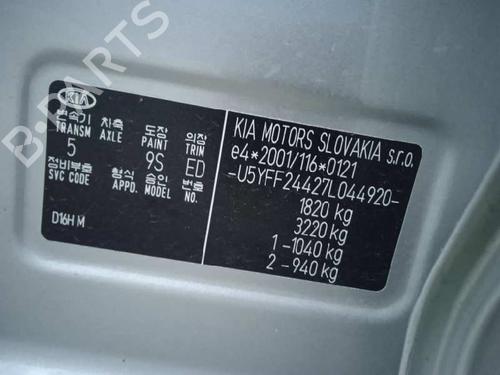 B-PARTS
KIA
변속기 차축 도장 의장
TRANSM AXLE PAINT TRIM
5 9S ED
정비부호 형식 승인 번호
SVC CODE APPD. MODEL NO.
D16H M
KIA MOTORS SLOVAKIA s.r.o.
e4*2001/116*0121
-U5YFF24427L044920-
1820 kg
3220 kg
1 -1040 kg
2 -940 kg